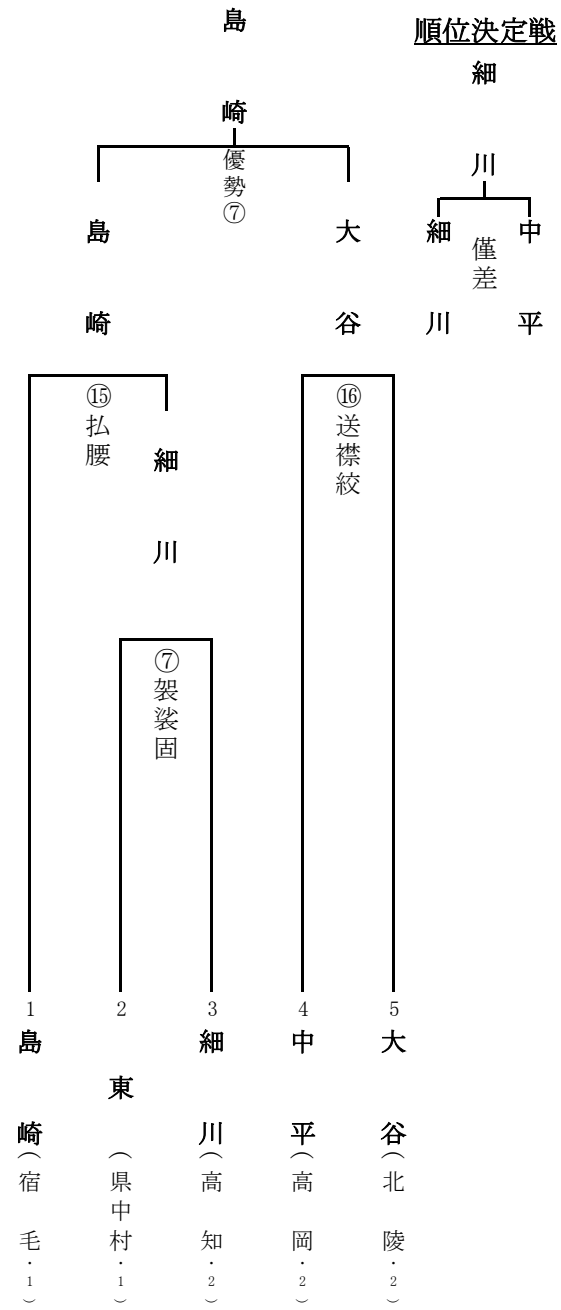 順位決定戦
島崎
優勢⑦
島崎
大谷
細川
細川
中平
僅差
⑮払腰
細川
⑯送襟絞
⑦袈裟固
1
島崎(宿毛・1)
2
東(県中村・1)
3
細川(高知・2)
4
中平(高岡・2)
5
大谷(北陵・2)